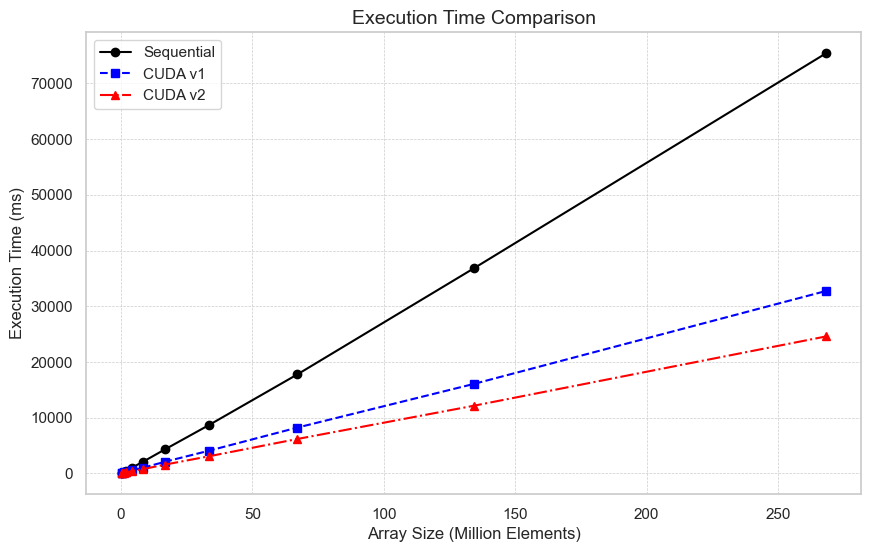 Execution Time Comparison
Sequential
CUDA v1
CUDA v2
Execution Time (ms)
70000
60000
50000
40000
30000
20000
10000
0
0 50 100 150 200 250
Array Size (Million Elements)